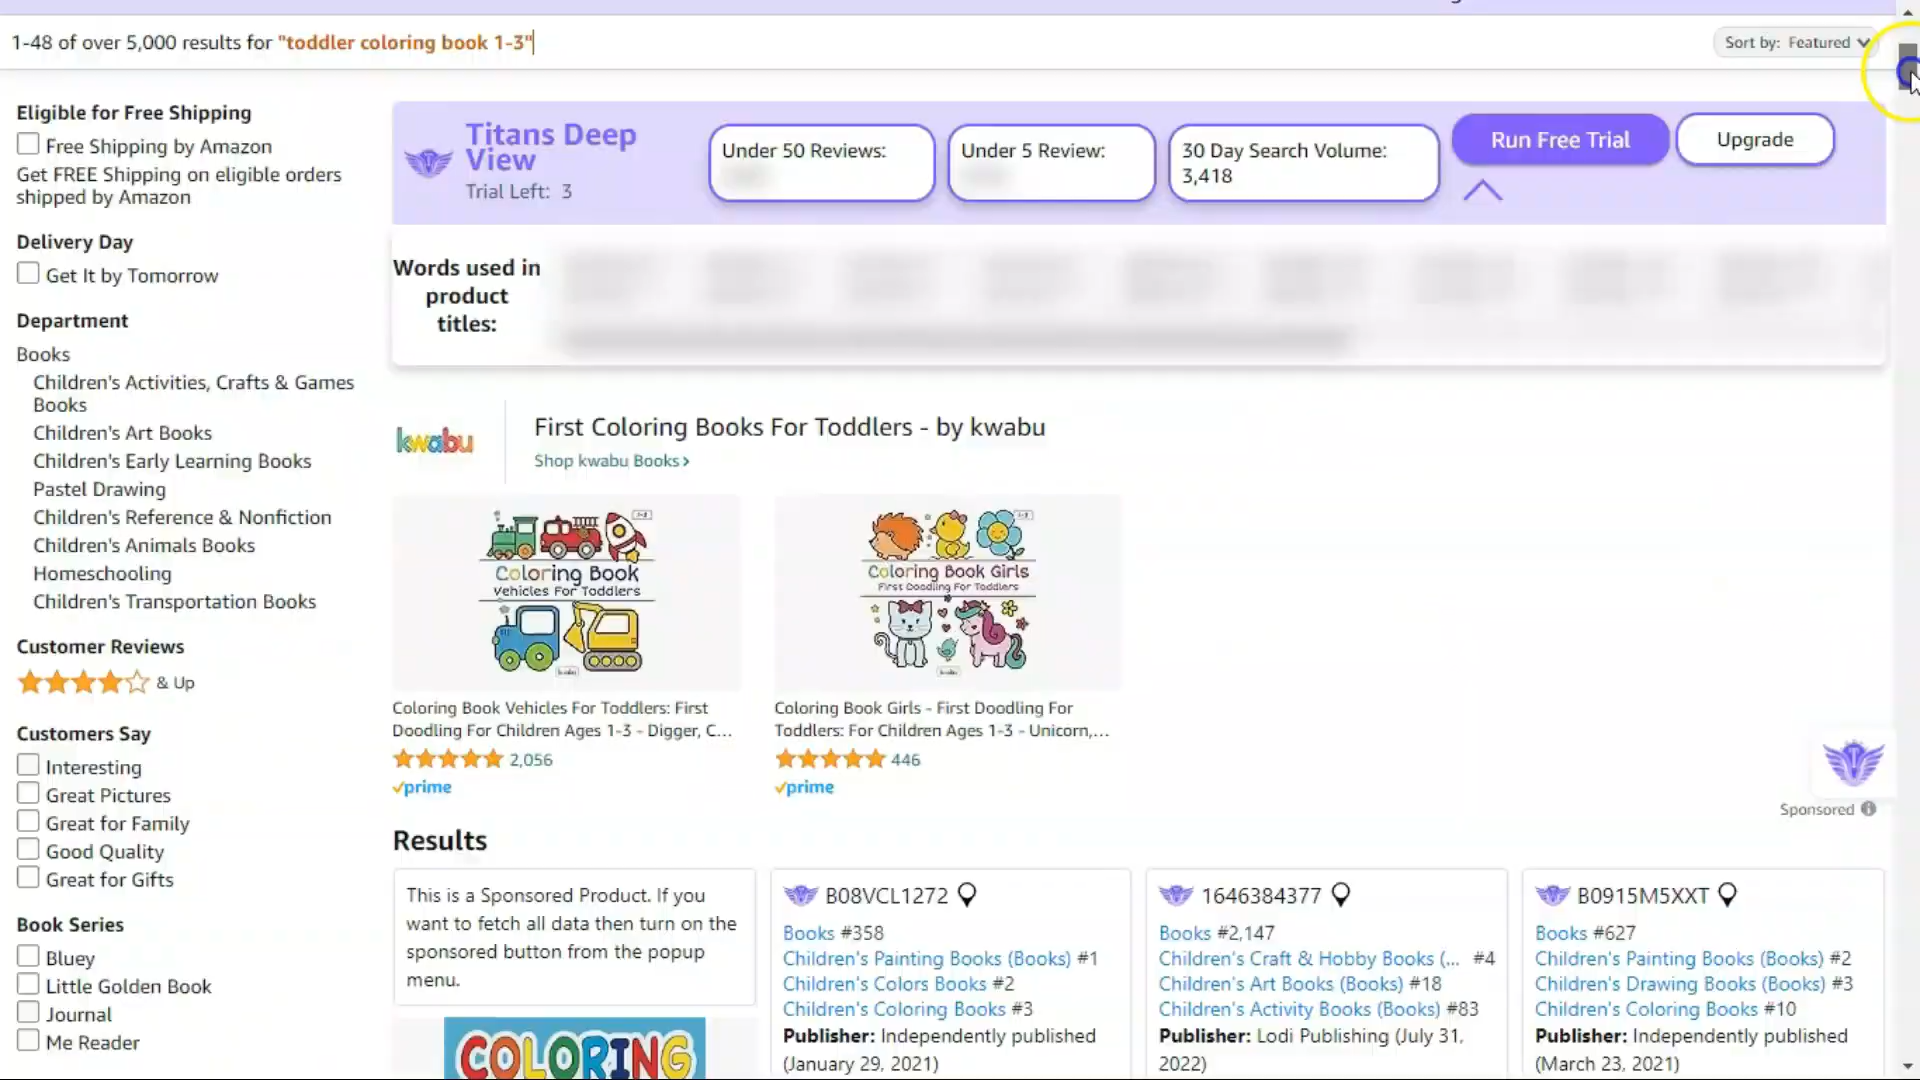 1-48 of over 5,000 results for "toddler coloring book 1-3"
Sort by: Featured
Eligible for Free Shipping
Free Shipping by Amazon
Get FREE Shipping on eligible orders
shipped by Amazon
Delivery Day
Get It by Tomorrow
Department
Books
Children's Activities, Crafts & Games
Books
Children's Art Books
Children's Early Learning Books
Pastel Drawing
Children's Reference & Nonfiction
Children's Animals Books
Homeschooling
Children's Transportation Books
Customer Reviews
& Up
Customers Say
Interesting
Great Pictures
Great for Family
Good Quality
Great for Gifts
Book Series
Bluey
Little Golden Book
Journal
Me Reader
Titans Deep
View
Trial Left: 3
Under 50 Reviews:
Under 5 Review:
30 Day Search Volume:
3,418
Run Free Trial
Upgrade
Words used in
product
titles:
kwabu
First Coloring Books For Toddlers - by kwabu
Shop kwabu Books
Coloring Book
Vehicles For Toddlers
Coloring Book Girls
First Doodling For Toddlers
Coloring Book Vehicles For Toddlers: First
Doodling For Children Ages 1-3 - Digger, C...
2,056
prime
Coloring Book Girls - First Doodling For
Toddlers: For Children Ages 1-3 - Unicorn,...
446
prime
Sponsored
Results
This is a Sponsored Product. If you
want to fetch all data then turn on the
sponsored button from the popup
menu.
COLORING
B08VCL1272
Books #358
Children's Painting Books (Books) #1
Children's Colors Books #2
Children's Coloring Books #3
Publisher: Independently published
(January 29, 2021)
1646384377
Books #2,147
Children's Craft & Hobby Books (... #4
Children's Art Books (Books) #18
Children's Activity Books (Books) #83
Publisher: Lodi Publishing (July 31,
2022)
B0915M5XXT
Books #627
Children's Painting Books (Books) #2
Children's Drawing Books (Books) #3
Children's Coloring Books #10
Publisher: Independently published
(March 23, 2021)